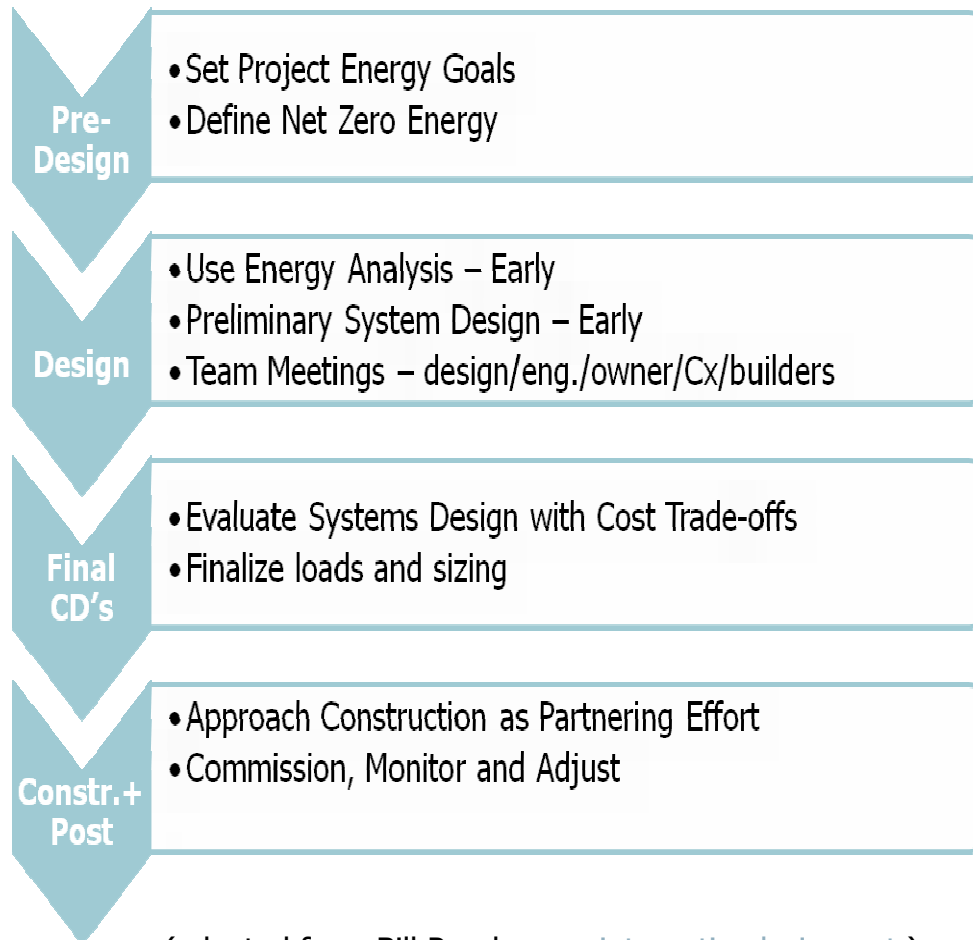 Pre-
Design
• Set Project Energy Goals
• Define Net Zero Energy
Design
• Use Energy Analysis – Early
• Preliminary System Design – Early
• Team Meetings – design/eng./owner/Cx/builders
Final
CD's
• Evaluate Systems Design with Cost Trade-offs
• Finalize loads and sizing
Constr.+
Post
• Approach Construction as Partnering Effort
• Commission, Monitor and Adjust